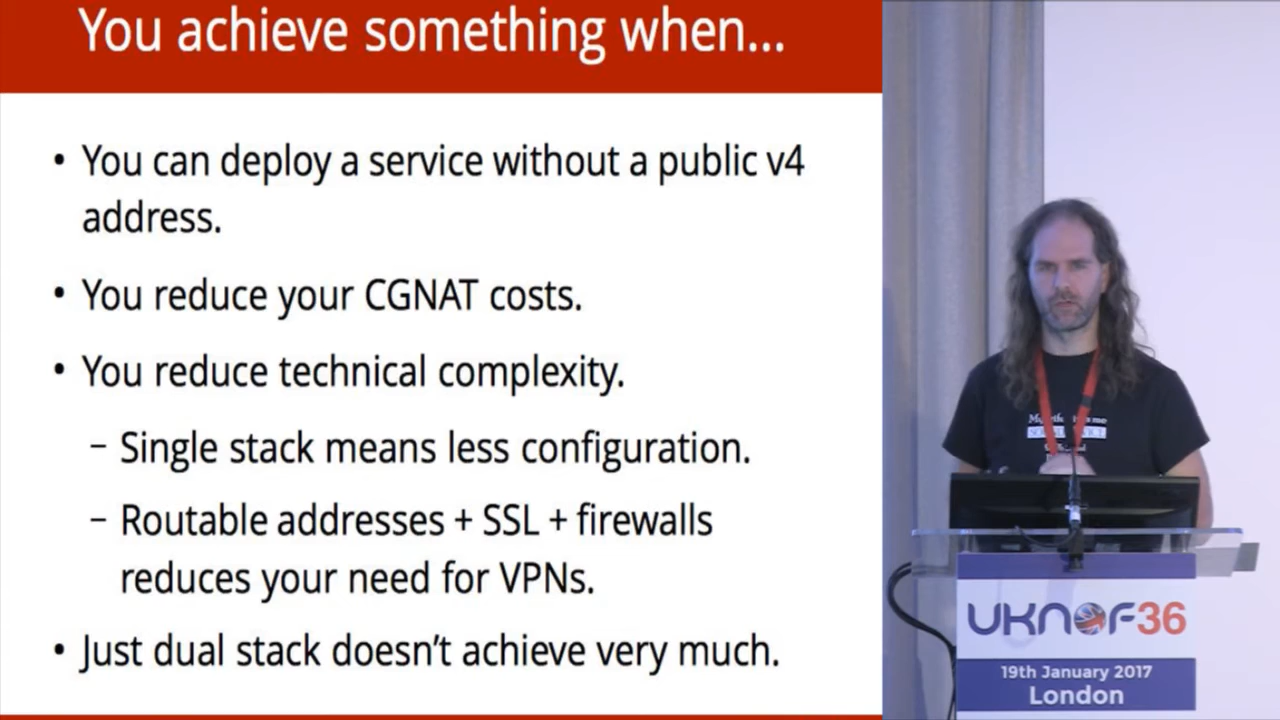 You achieve something when...
• You can deploy a service without a public v4
address.
• You reduce your CGNAT costs.
• You reduce technical complexity.
– Single stack means less configuration.
– Routable addresses + SSL + firewalls
reduces your need for VPNs.
• Just dual stack doesn't achieve very much.
UKNOF36
19th January 2017
London